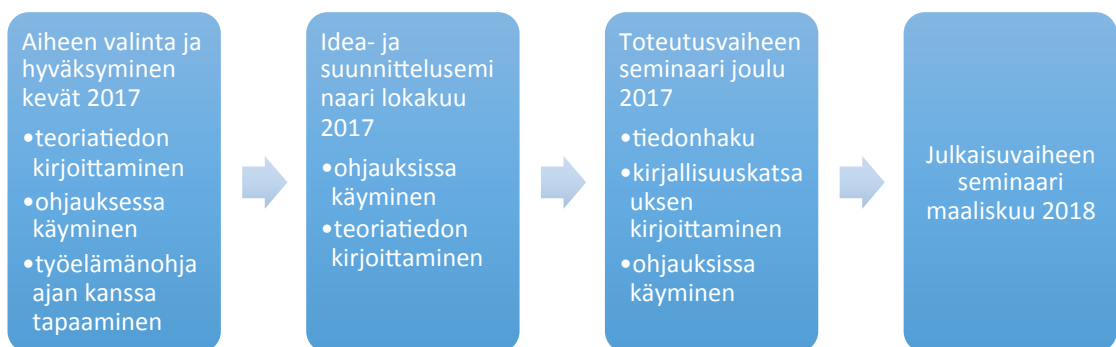 Aiheen valinta ja
hyväksyminen
kevät 2017
•teoriatiedon
kirjoittaminen
•ohjauksessa
käyminen
•työelämänohja
ajan kanssa
tapaaminen
Idea- ja
suunnittelusemi
naari lokakuu
2017
•ohjauksissa
käyminen
•teoriatiedon
kirjoittaminen
Toteutusvaiheen
seminaari joulu
2017
•tiedonhaku
•kirjallisuuskatsa
uksen
kirjoittaminen
•ohjauksissa
käyminen
Julkaisuvaiheen
seminaari
maaliskuu 2018